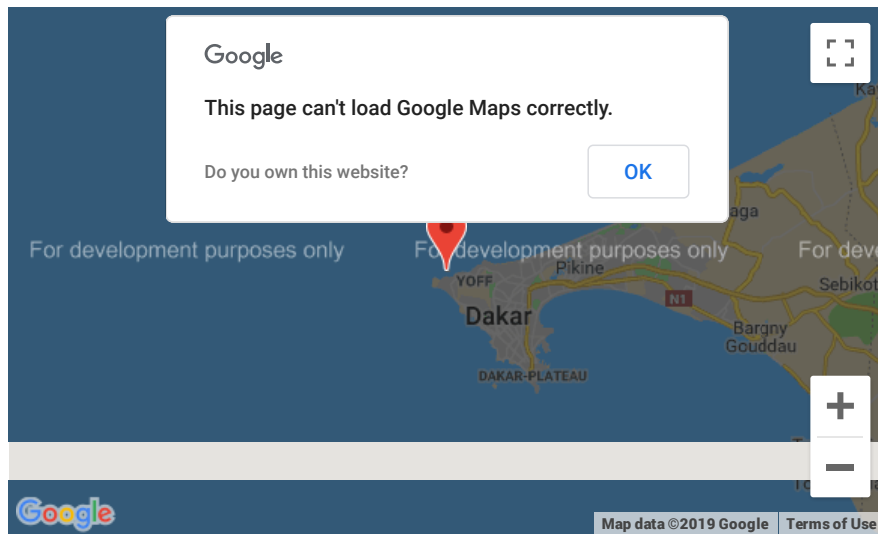 Google
This page can't load Google Maps correctly.
Do you own this website?
OK
Ka
aga
For development purposes only
For development purposes only
For deve
Pikine
YOFF
Sebikot
N1
Dakar
Bargny
Gouddau
DAKAR-PLATEAU
Google
Map data ©2019 Google
Terms of Use